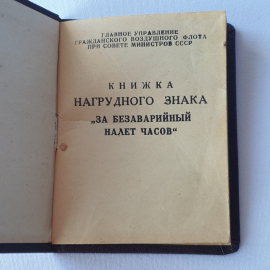 ГЛАВНОЕ УПРАВЛЕНИЕ
ГРАЖДАНСКОГО ВОЗДУШНОГО ФЛОТА
ПРИ СОВЕТЕ МИНИСТРОВ СССР
КНИЖКА
НАГРУДНОГО ЗНАКА
„ЗА БЕЗАВАРИЙНЫЙ
НАЛЕТ ЧАСОВ“